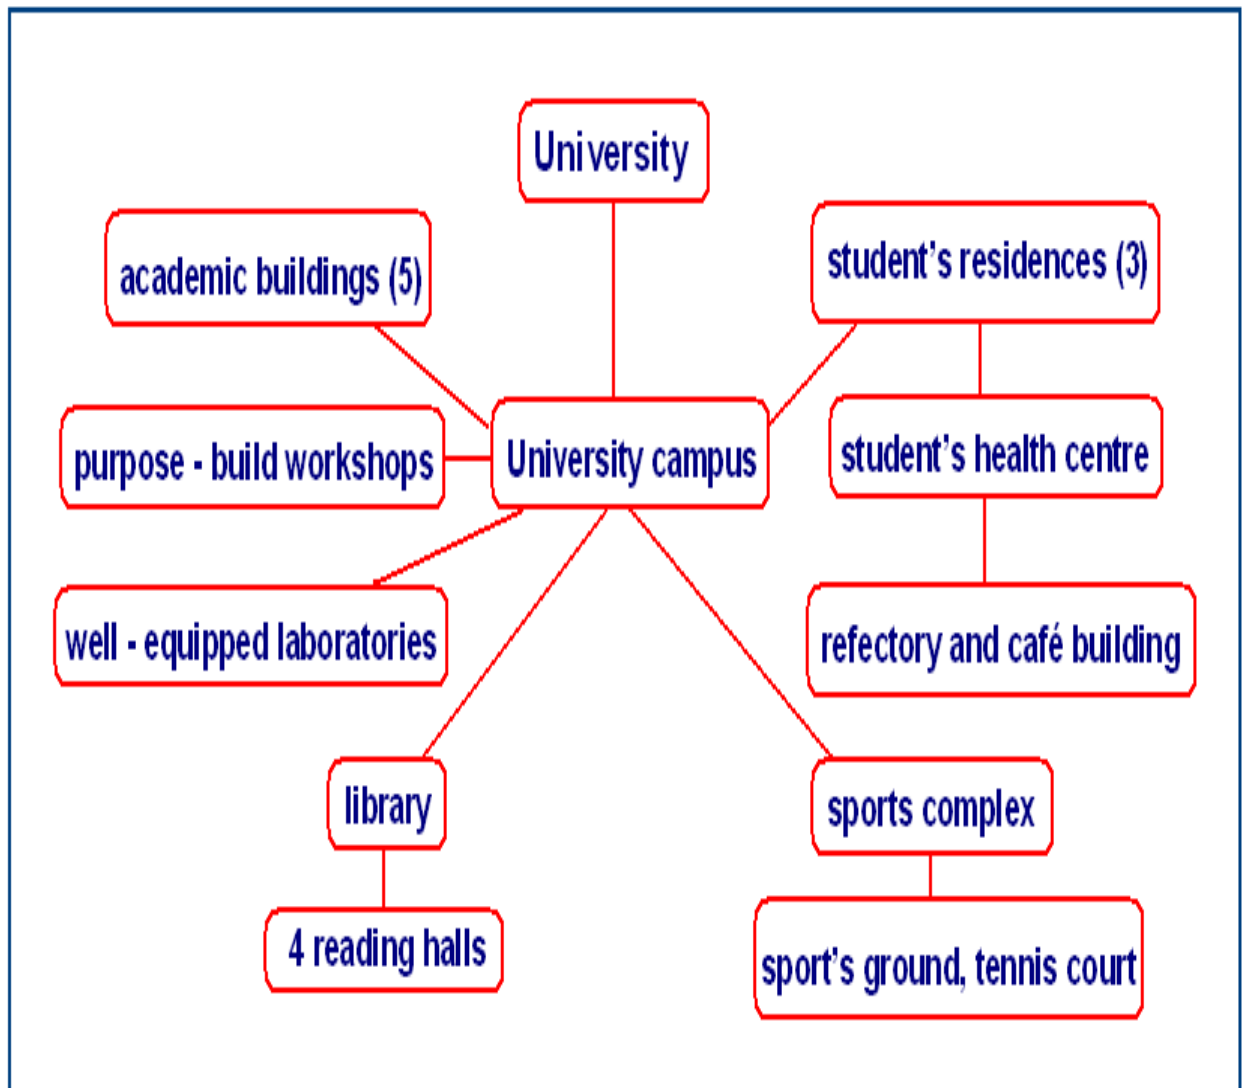 University
academic buildings (5)
student’s residences (3)
purpose - build workshops
University campus
student’s health centre
well - equipped laboratories
refectory and café building
library
sports complex
4 reading halls
sport’s ground, tennis court